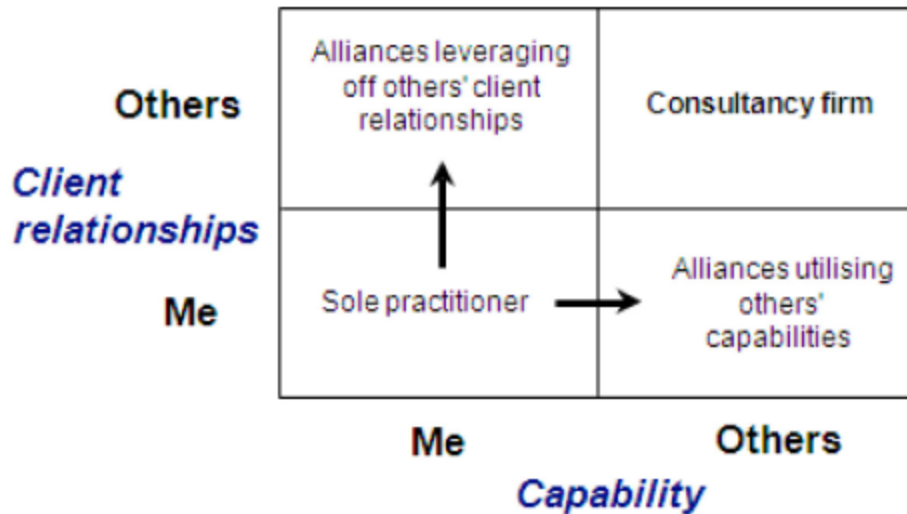 Alliances leveraging
off others' client
relationships
Consultancy firm
Others
Client
relationships
Me
Sole practitioner
Alliances utilising
others'
capabilities
Me
Others
Capability